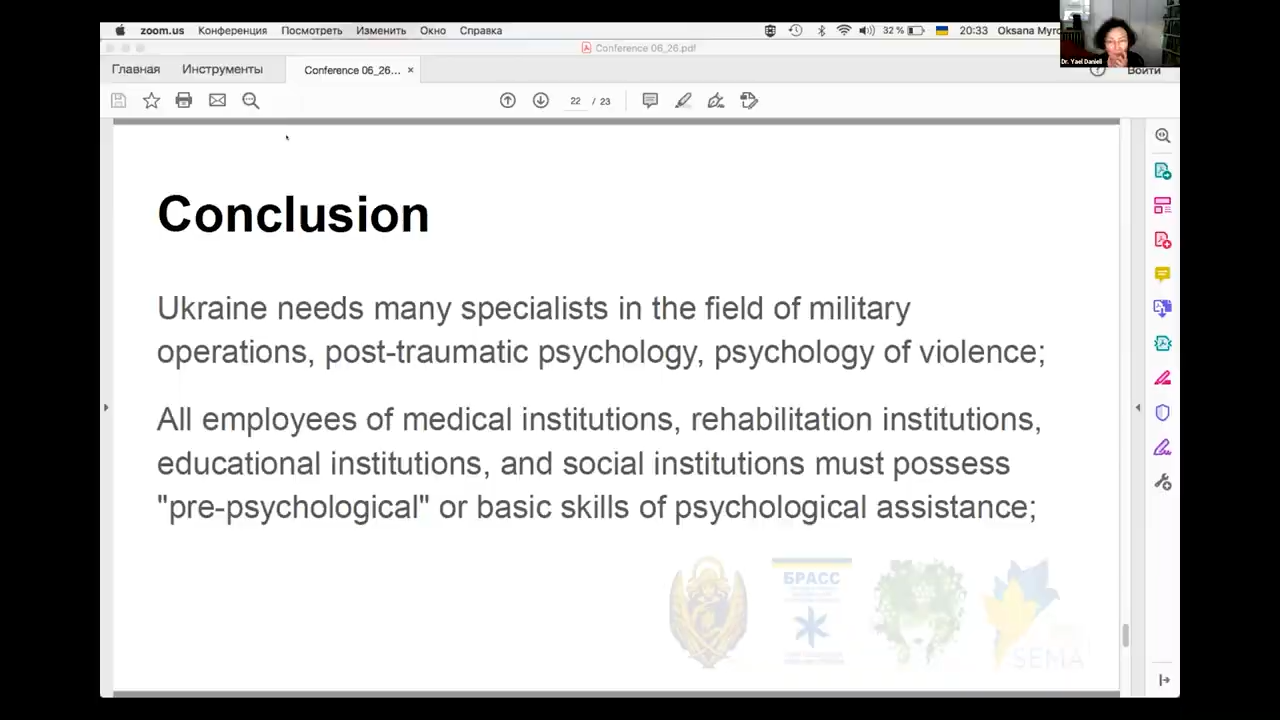 zoom.us Конференция Посмотреть Изменить Окно Справка 32 % 20:33 Oksana Myro
Conference 06_26.pdf
Dr. Yael Danieli
Главная Инструменты Conference 06_26... × Войти
22 / 23
Conclusion
Ukraine needs many specialists in the field of military
operations, post-traumatic psychology, psychology of violence;
All employees of medical institutions, rehabilitation institutions,
educational institutions, and social institutions must possess
"pre-psychological" or basic skills of psychological assistance;
БРАСС
SEMA